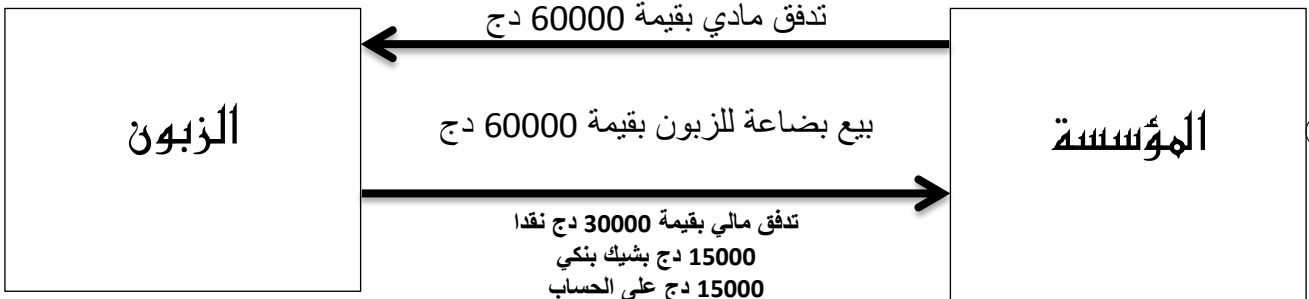 تدفق مادي بقيمة 60000 دج
المؤسسة
بيع بضاعة للزبون بقيمة 60000 دج
الزبون
تدفق مالي بقيمة 30000 دج نقدا
15000 دج بشيك بنكي
15000 دج على الحساب